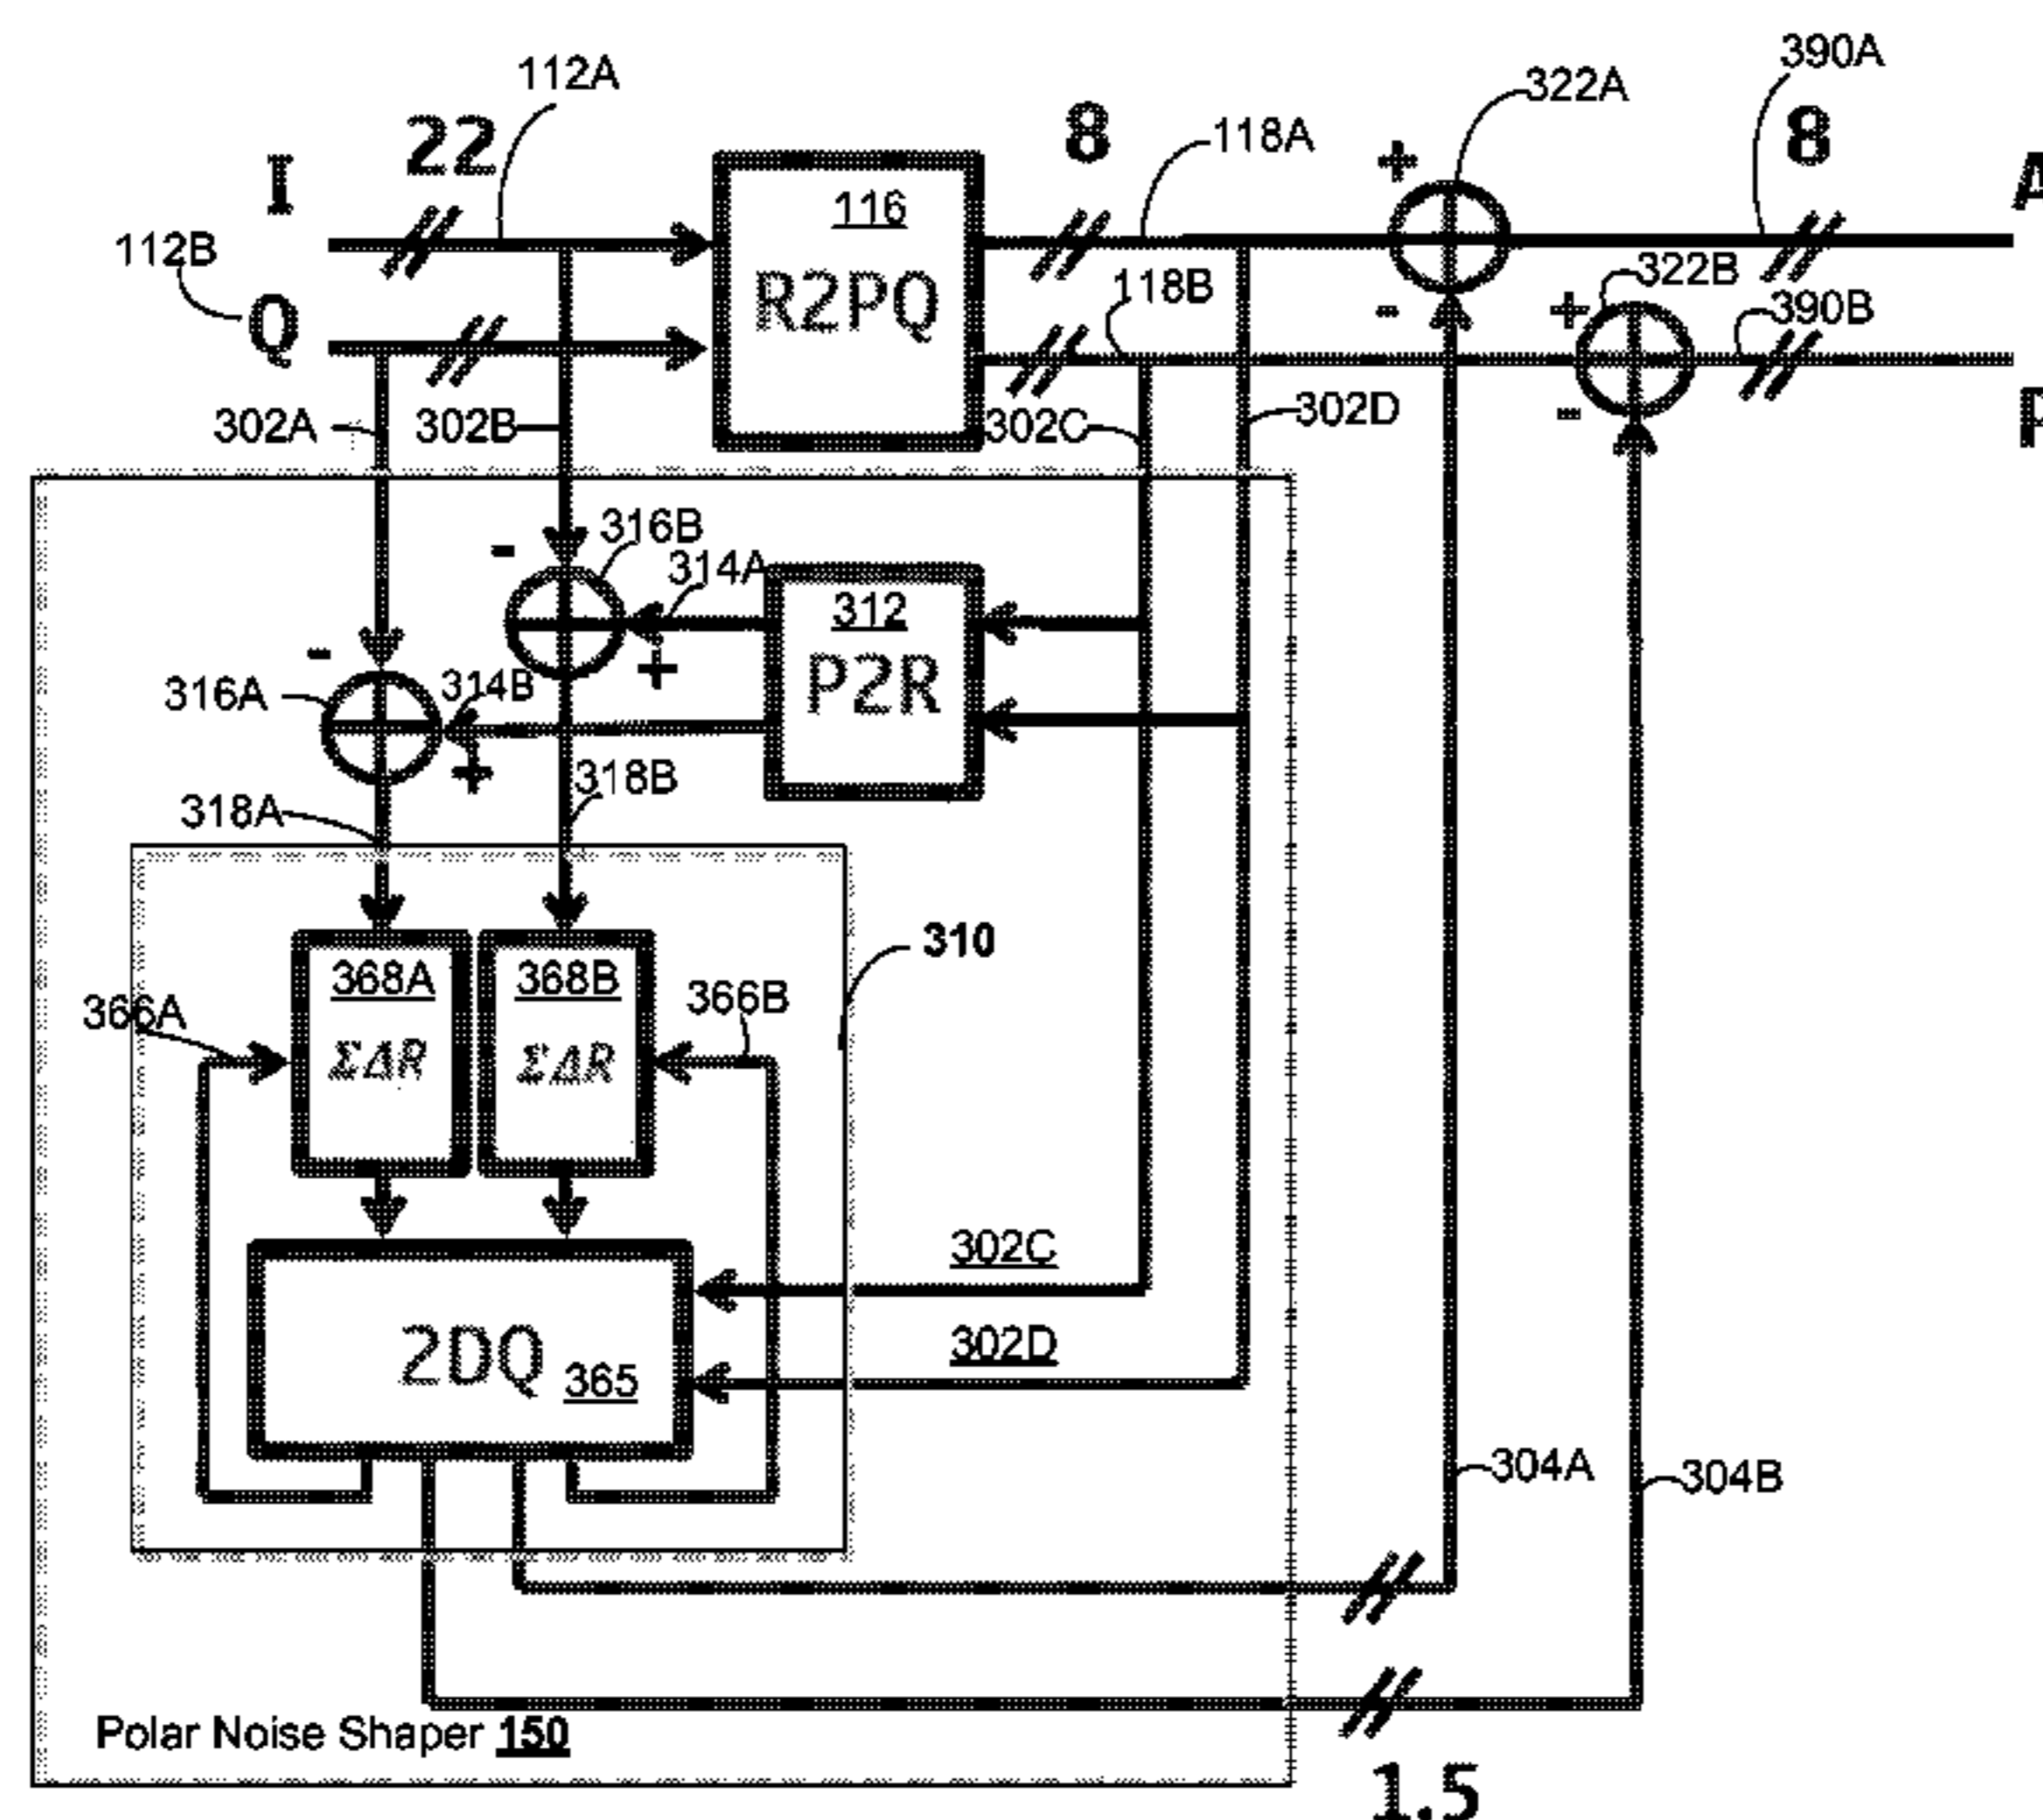 390A
112A
322A
22
8
118A
8
I
+
A
116
112B
R2PQ
322B
118B
Q
+
390B
-
302A
302B
302C
302D
-
316B
-
314A
312
+
P2R
-
316A
314B
+
318B
318A
310
368A
368B
366B
366A
ΣΔR
ΣΔR
302C
302D
2DQ 365
304A
304B
Polar Noise Shaper 150
1.5